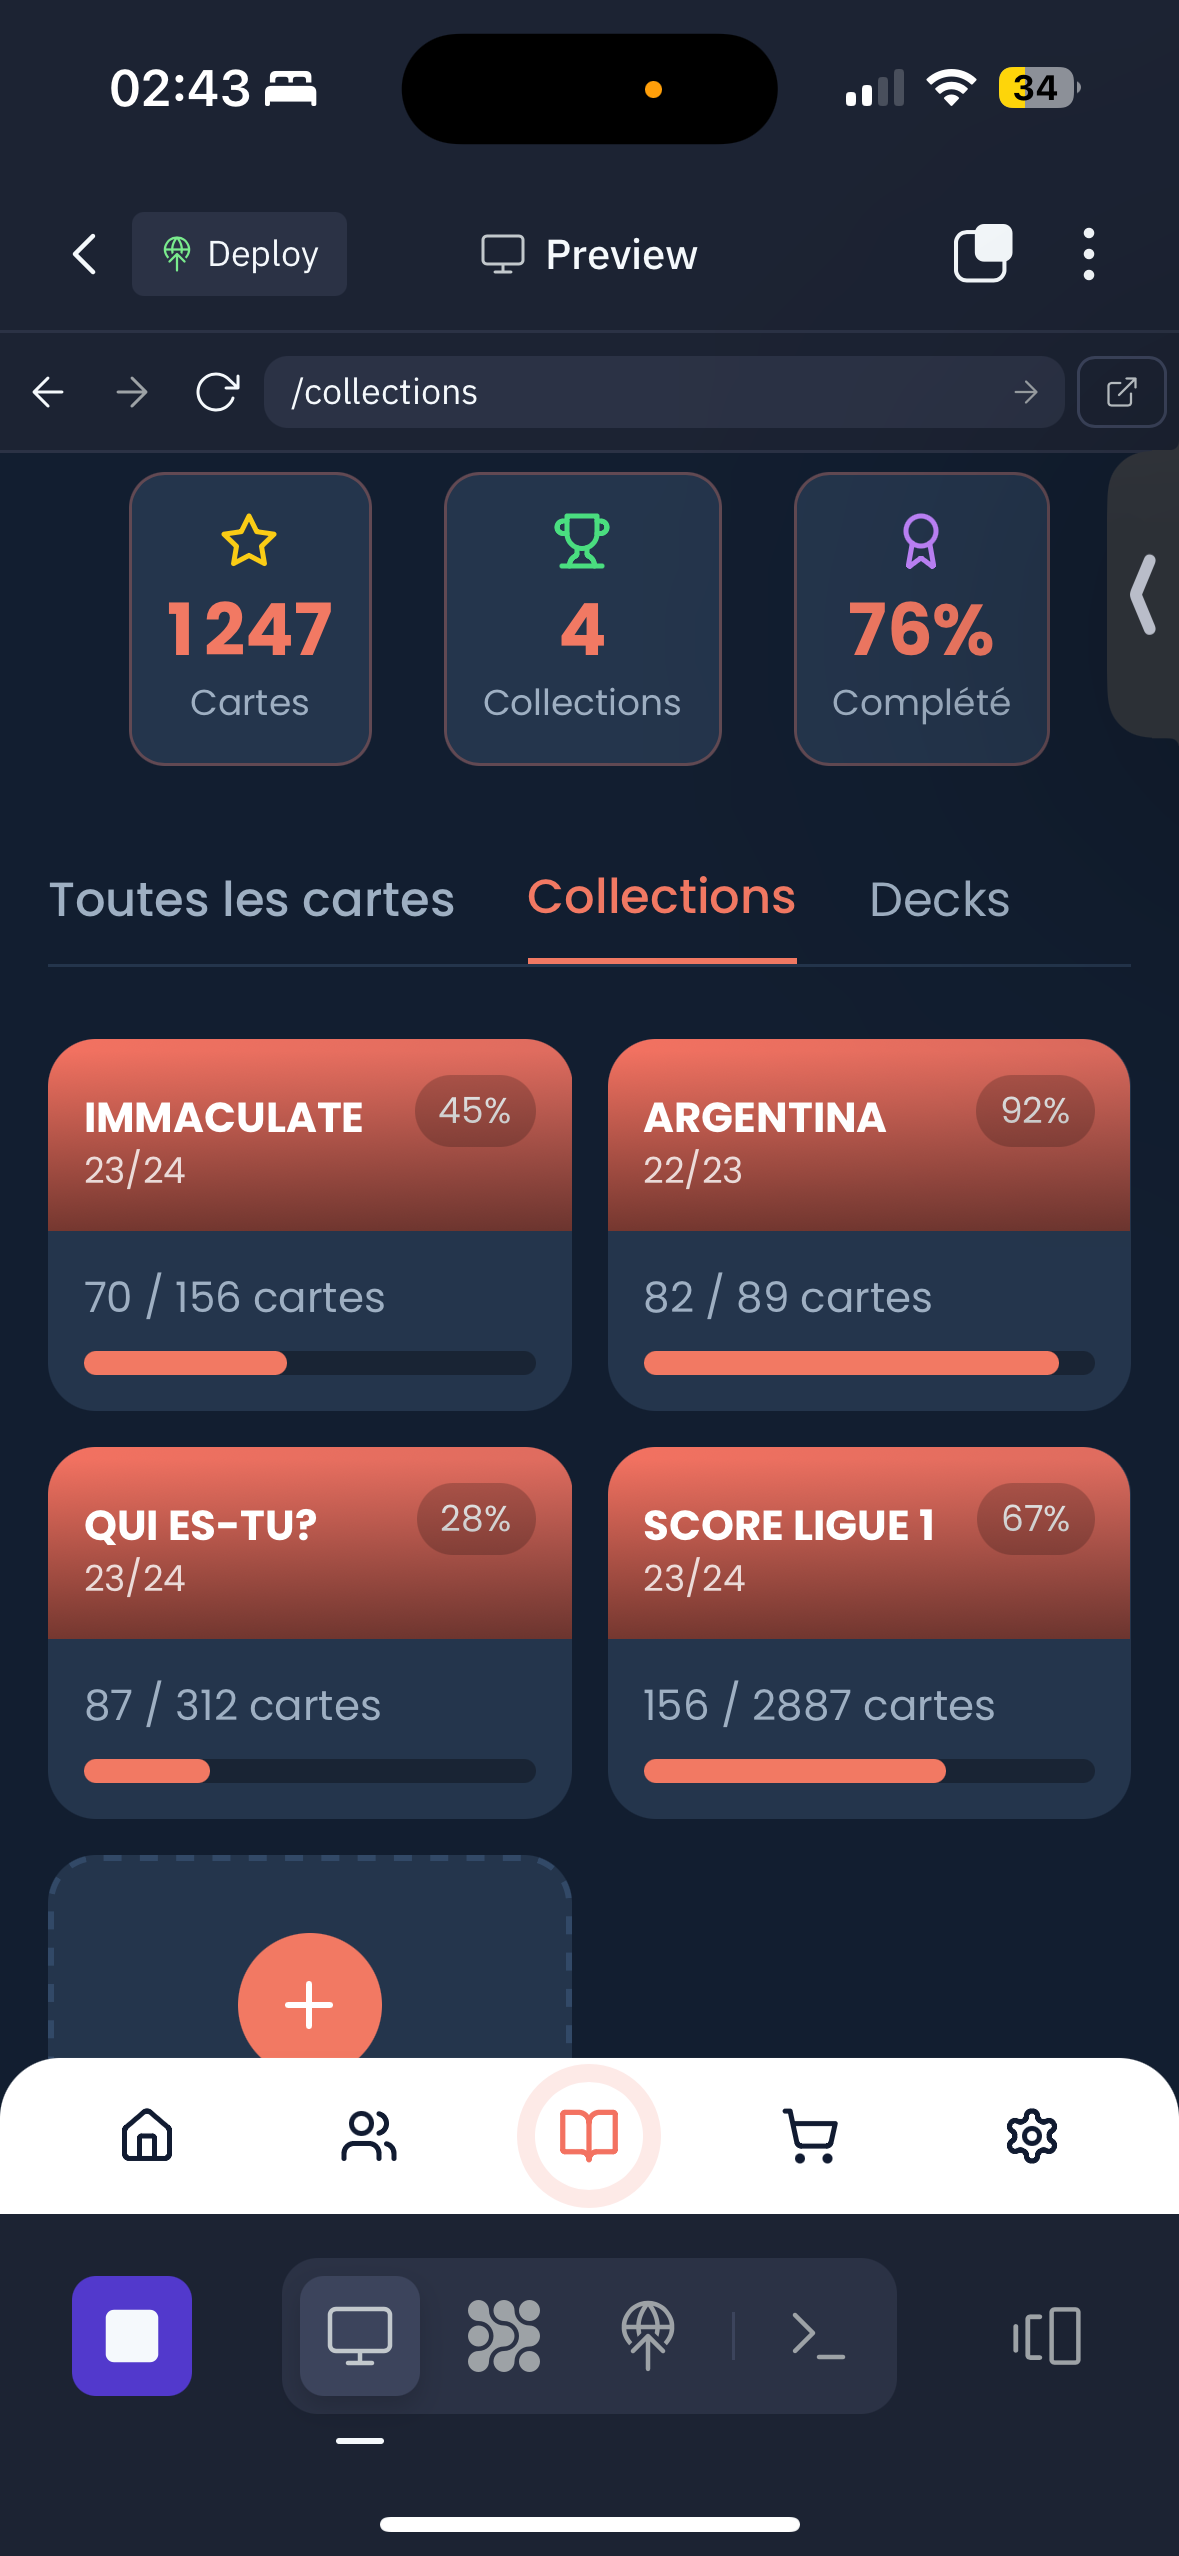 02:43
34
Deploy
Preview
/collections
1 247
4
76%
Cartes
Collections
Complété
Toutes les cartes
Collections
Decks
IMMACULATE
45%
23/24
70 / 156 cartes
ARGENTINA
92%
22/23
82 / 89 cartes
QUI ES-TU?
28%
23/24
87 / 312 cartes
SCORE LIGUE 1
67%
23/24
156 / 2887 cartes